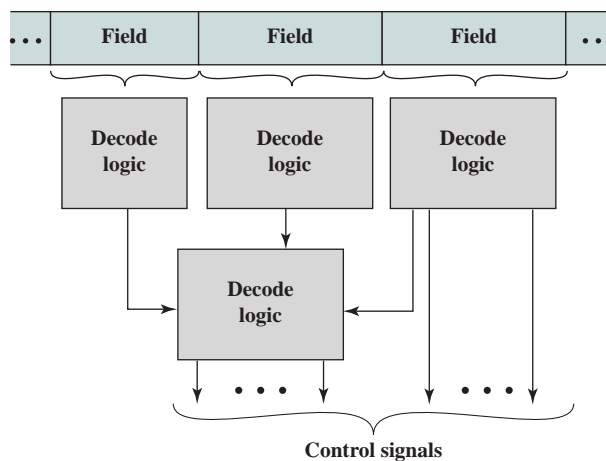 Field Field Field
Decode
logic
Decode
logic
Decode
logic
Decode
logic
Control signals